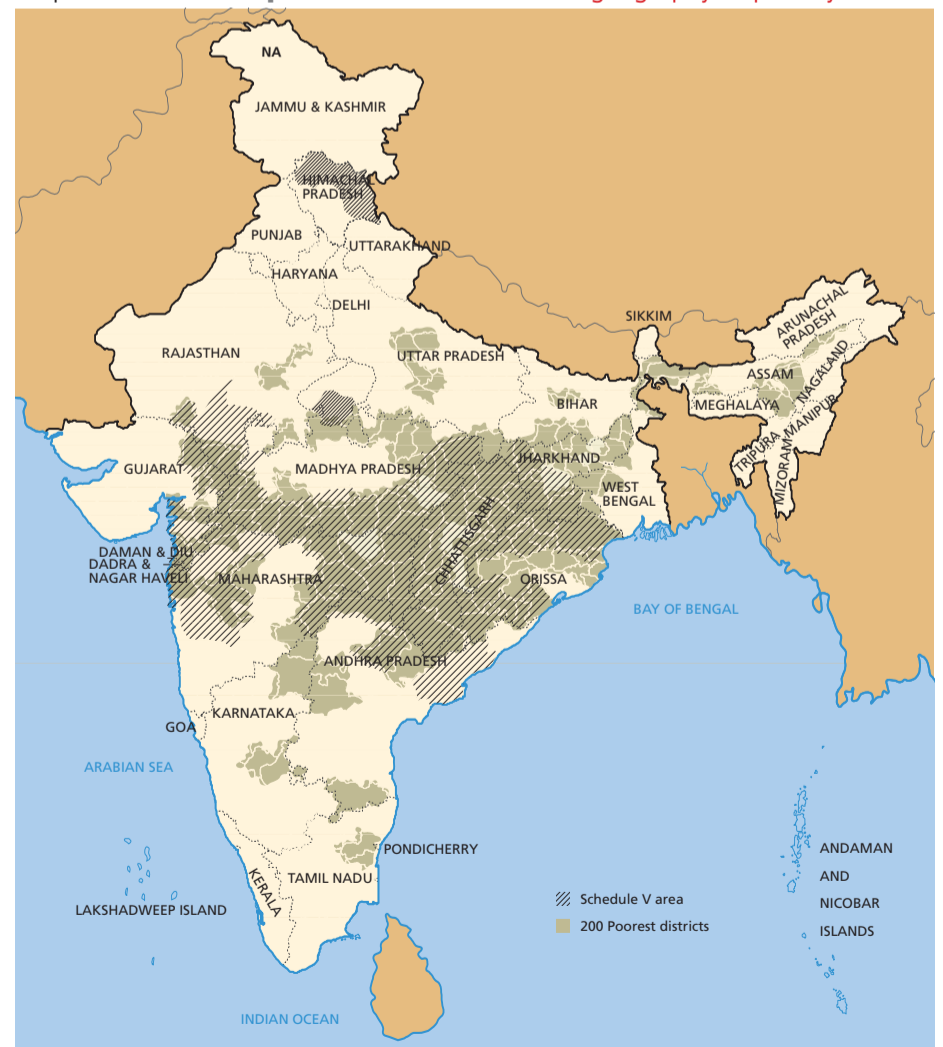 NA
JAMMU & KASHMIR
HIMACHAL
PRADESH
PUNJAB
UTTARAKHAND
HARYANA
DELHI
SIKKIM
ARUNACHAL
PRADESH
RAJASTHAN
UTTAR PRADESH
ASSAM
NAGALAND
BIHAR
MEGHALAYA
MANIPUR
TRIPURA
MIZORAM
GUJARAT
MADHYA PRADESH
JHARKHAND
WEST
BENGAL
CHHATTISGARH
DAMAN & DIU
DADRA &
NAGAR HAVELI
MAHARASHTRA
ORISSA
BAY OF BENGAL
ANDHRA PRADESH
KARNATAKA
GOA
ARABIAN SEA
PONDICHERRY
TAMIL NADU
KERALA
LAKSHADWEEP ISLAND
ANDAMAN
AND
NICOBAR
ISLANDS
Schedule V area
200 Poorest districts
INDIAN OCEAN